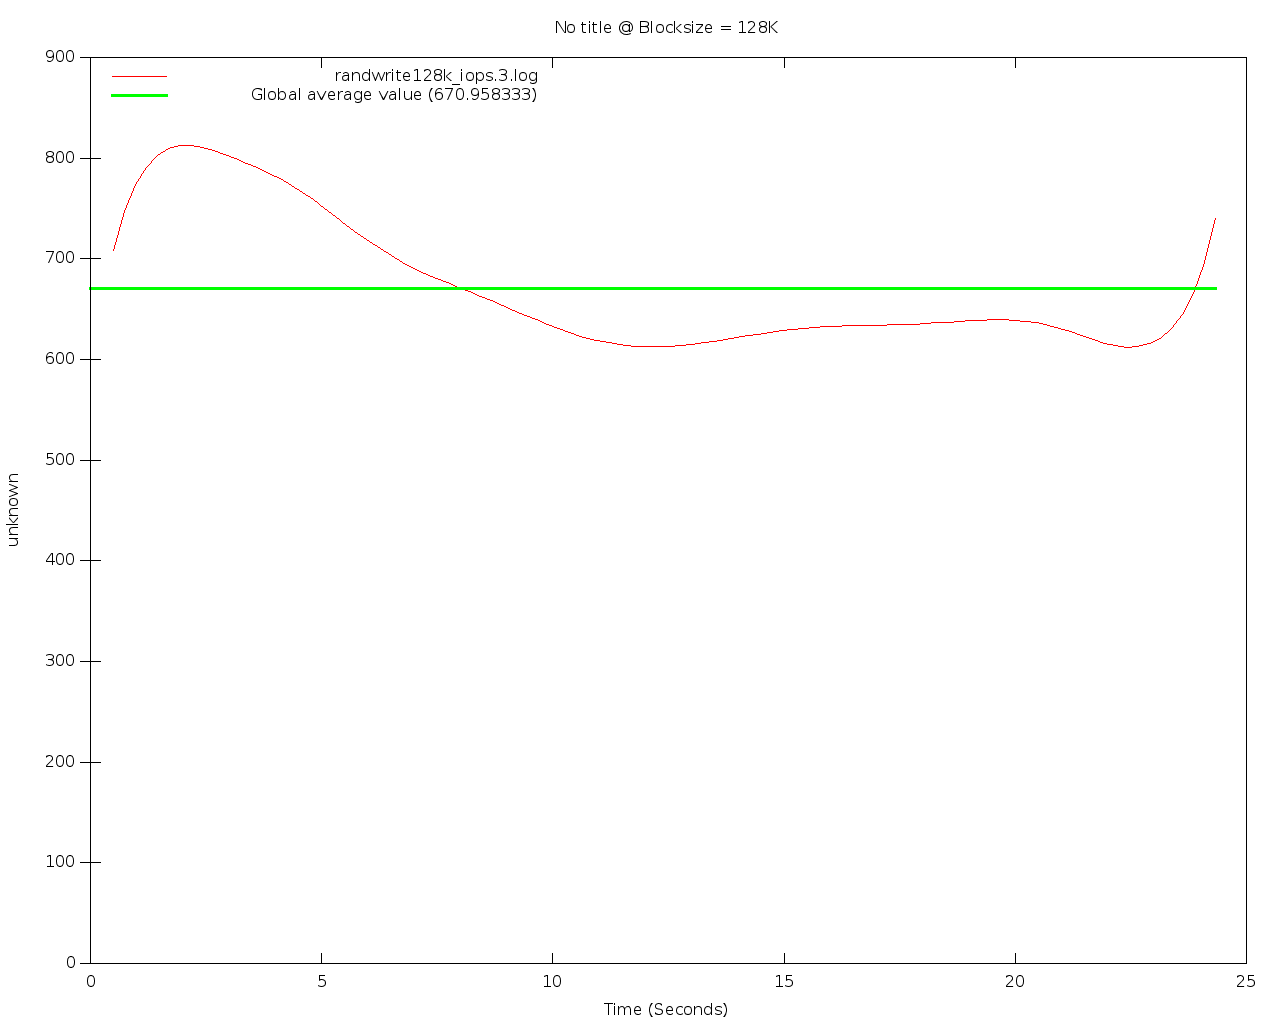 No title @ Blocksize = 128K
900
800
700
600
500
400
300
200
100
0
randwrite128k_iops.3.log
Global average value (670.958333)
unknown
0 5 10 15 20 25
Time (Seconds)